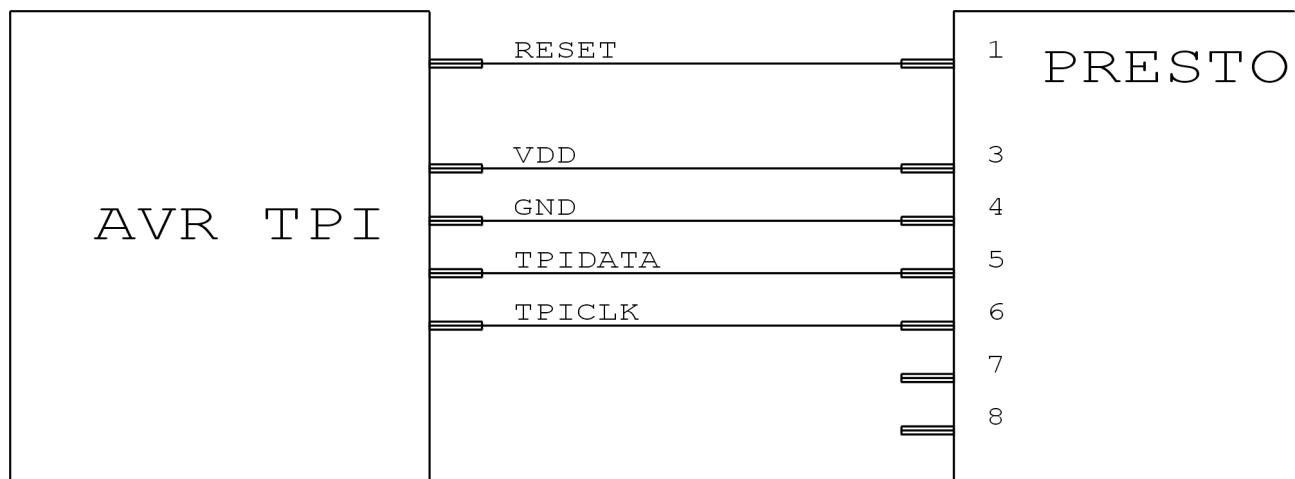 RESET 1 PRESTO
VDD 3
AVR TPI GND 4
TPIDATA 5
TPICLK 6
7
8